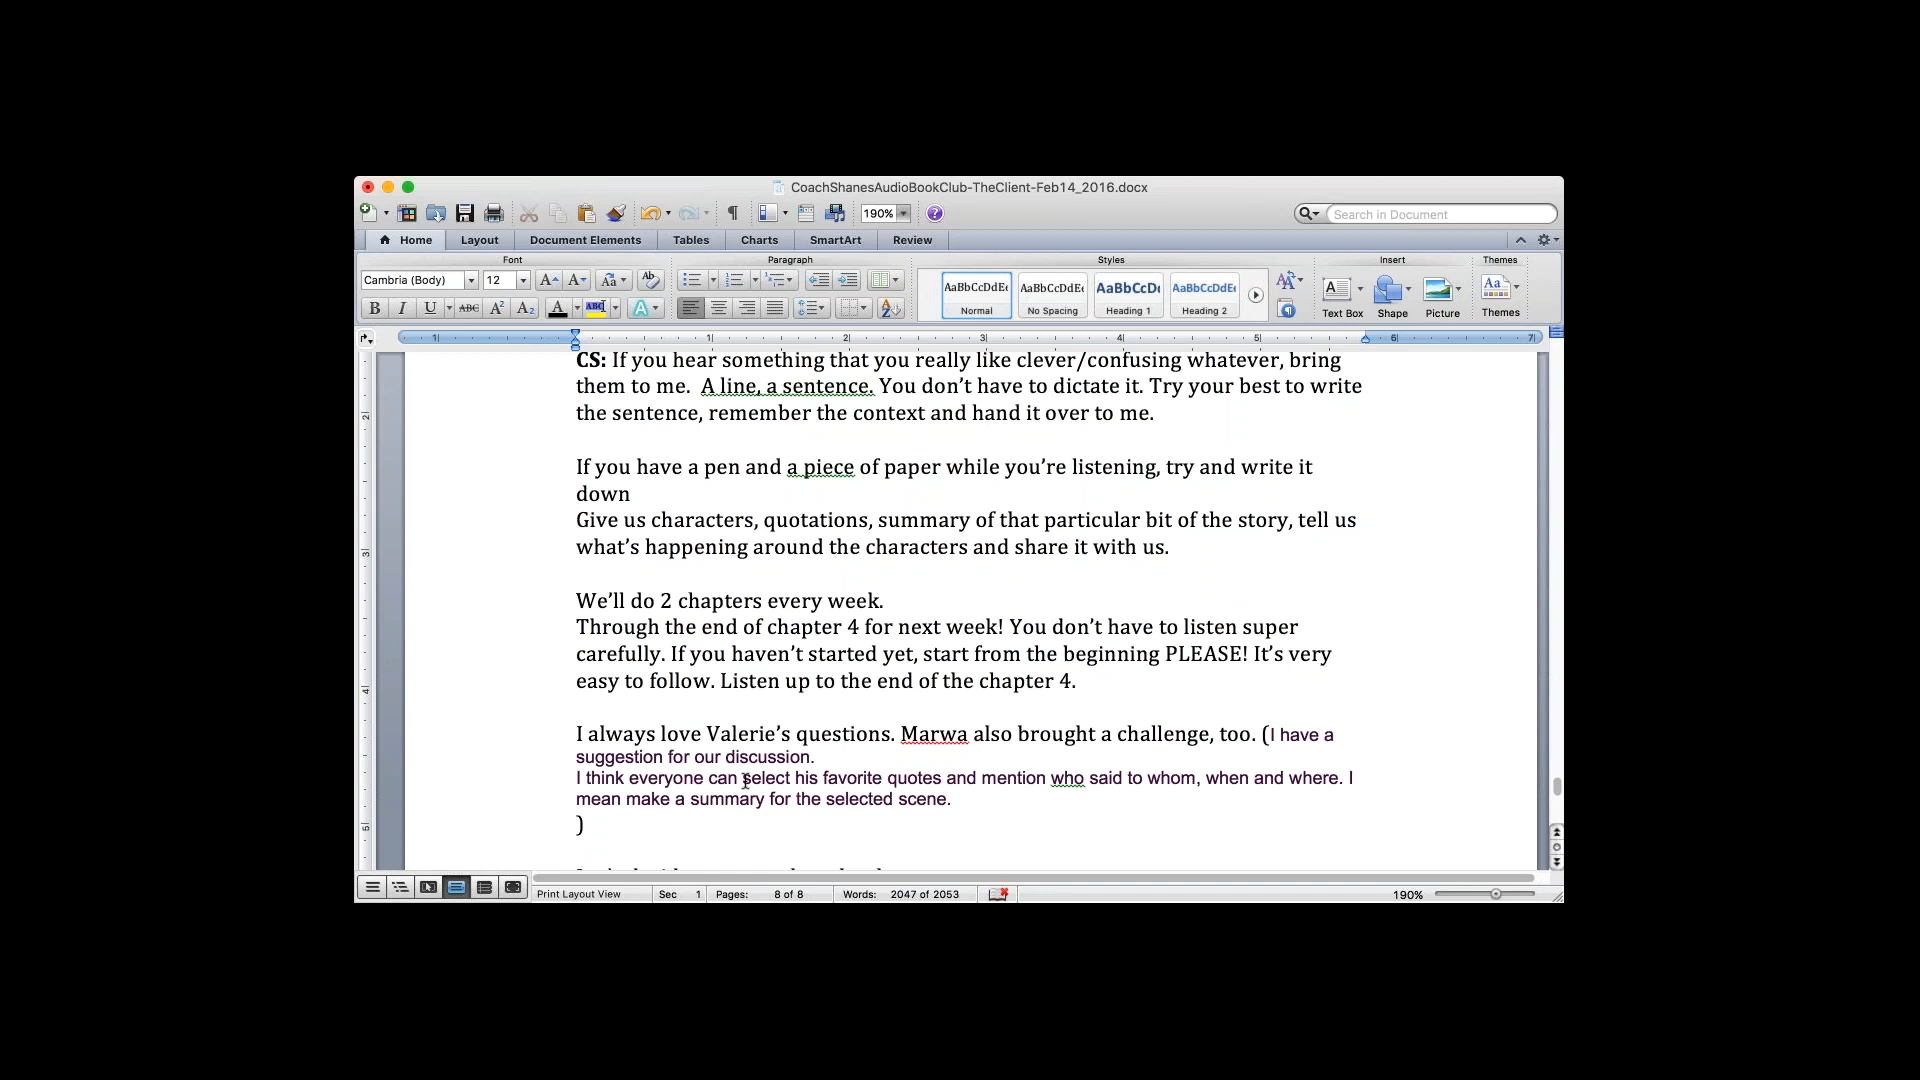 CoachShanesAudioBookClub-TheClient-Feb14_2016.docx
190%
Search in Document
Home Layout Document Elements Tables Charts SmartArt Review
Font Paragraph Styles Insert Themes
Cambria (Body) 12
AaBbCcDdEe AaBbCcDdEe AaBbCcDc AaBbCcDdEe
Normal No Spacing Heading 1 Heading 2
Text Box Shape Picture Themes
CS: If you hear something that you really like clever/confusing whatever, bring
them to me. A line, a sentence. You don’t have to dictate it. Try your best to write
the sentence, remember the context and hand it over to me.
If you have a pen and a piece of paper while you’re listening, try and write it
down
Give us characters, quotations, summary of that particular bit of the story, tell us
what’s happening around the characters and share it with us.
We’ll do 2 chapters every week.
Through the end of chapter 4 for next week! You don’t have to listen super
carefully. If you haven’t started yet, start from the beginning PLEASE! It’s very
easy to follow. Listen up to the end of the chapter 4.
I always love Valerie’s questions. Marwa also brought a challenge, too. (I have a
suggestion for our discussion.
I think everyone can select his favorite quotes and mention who said to whom, when and where. I
mean make a summary for the selected scene.
)
Print Layout View Sec 1 Pages: 8 of 8 Words: 2047 of 2053 190%